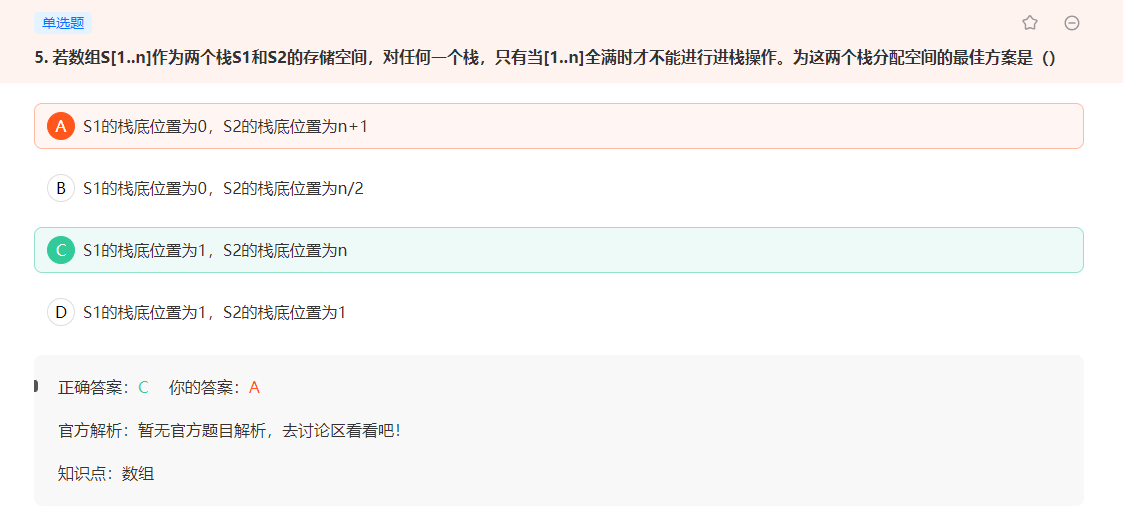 单选题
5. 若数组S[1..n]作为两个栈S1和S2的存储空间，对任何一个栈，只有当[1..n]全满时才不能进行进栈操作。为这两个栈分配空间的最佳方案是（）
A S1的栈底位置为0，S2的栈底位置为n+1
B S1的栈底位置为0，S2的栈底位置为n/2
C S1的栈底位置为1，S2的栈底位置为n
D S1的栈底位置为1，S2的栈底位置为1
正确答案：C 你的答案：A
官方解析：暂无官方题目解析，去讨论区看看吧！
知识点：数组